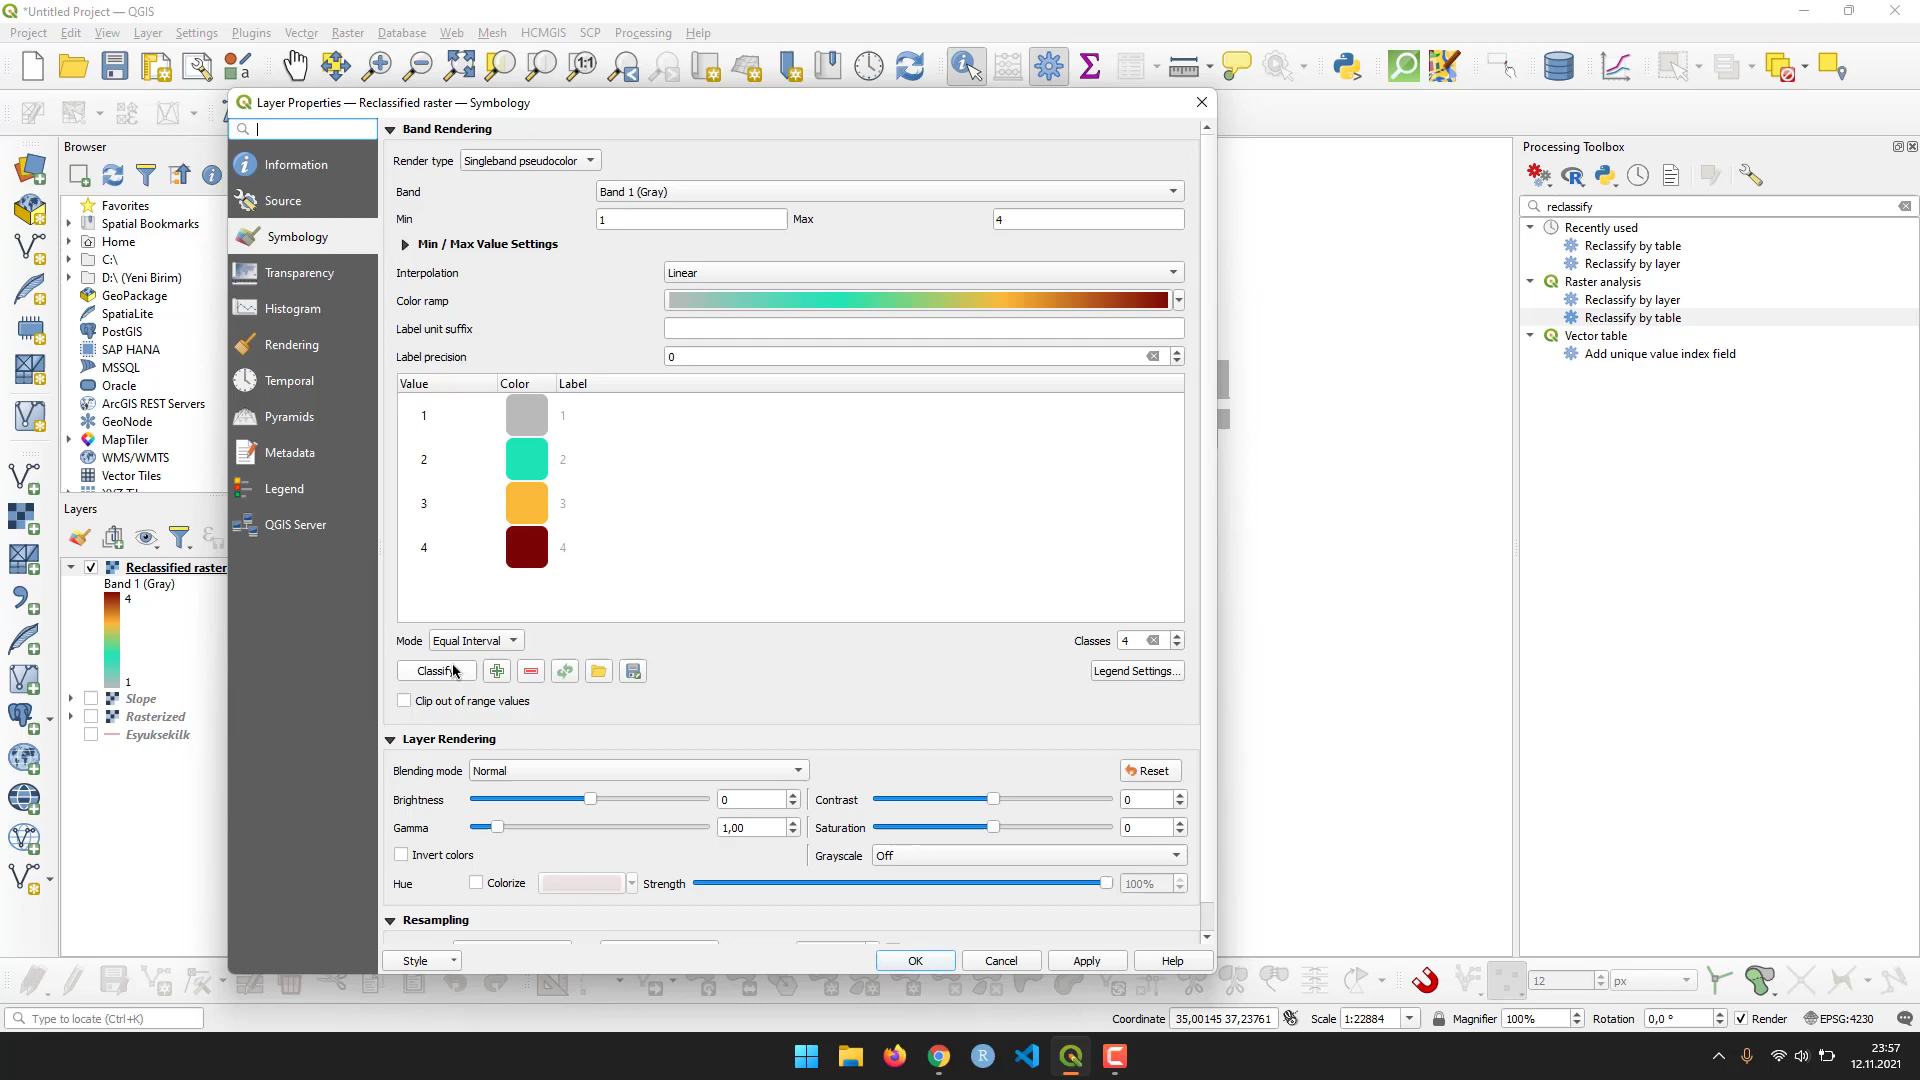 *Untitled Project — QGIS
Project Edit View Layer Settings Plugins Vector Raster Database Web Mesh HCMGIS SCP Processing Help
Layer Properties — Reclassified raster — Symbology
Information
Source
Symbology
Transparency
Histogram
Rendering
Temporal
Pyramids
Metadata
Legend
QGIS Server
Band Rendering
Render type Singleband pseudocolor
Band Band 1 (Gray)
Min 1 Max 4
Min / Max Value Settings
Interpolation Linear
Color ramp
Label unit suffix
Label precision 0
Value Color Label
1 1
2 2
3 3
4 4
Mode Equal Interval Classes 4
Classify Legend Settings...
Clip out of range values
Layer Rendering
Blending mode Normal Reset
Brightness 0 Contrast 0
Gamma 1,00 Saturation 0
Invert colors Grayscale Off
Hue Colorize Strength 100%
Resampling
Style OK Cancel Apply Help
Browser
Favorites
Spatial Bookmarks
Home
C:\
D:\ (Yeni Birim)
GeoPackage
SpatiaLite
PostGIS
SAP HANA
MSSQL
Oracle
ArcGIS REST Servers
GeoNode
MapTiler
WMS/WMTS
Vector Tiles
Layers
Reclassified raster
Band 1 (Gray)
4
1
Slope
Rasterized
Esyuksekilk
Processing Toolbox
reclassify
Recently used
Reclassify by table
Reclassify by layer
Raster analysis
Reclassify by layer
Reclassify by table
Vector table
Add unique value index field
12 px
Type to locate (Ctrl+K) Coordinate 35,00145 37,23761 Scale 1:22884 Magnifier 100% Rotation 0,0 ° Render EPSG:4230
23:57
12.11.2021